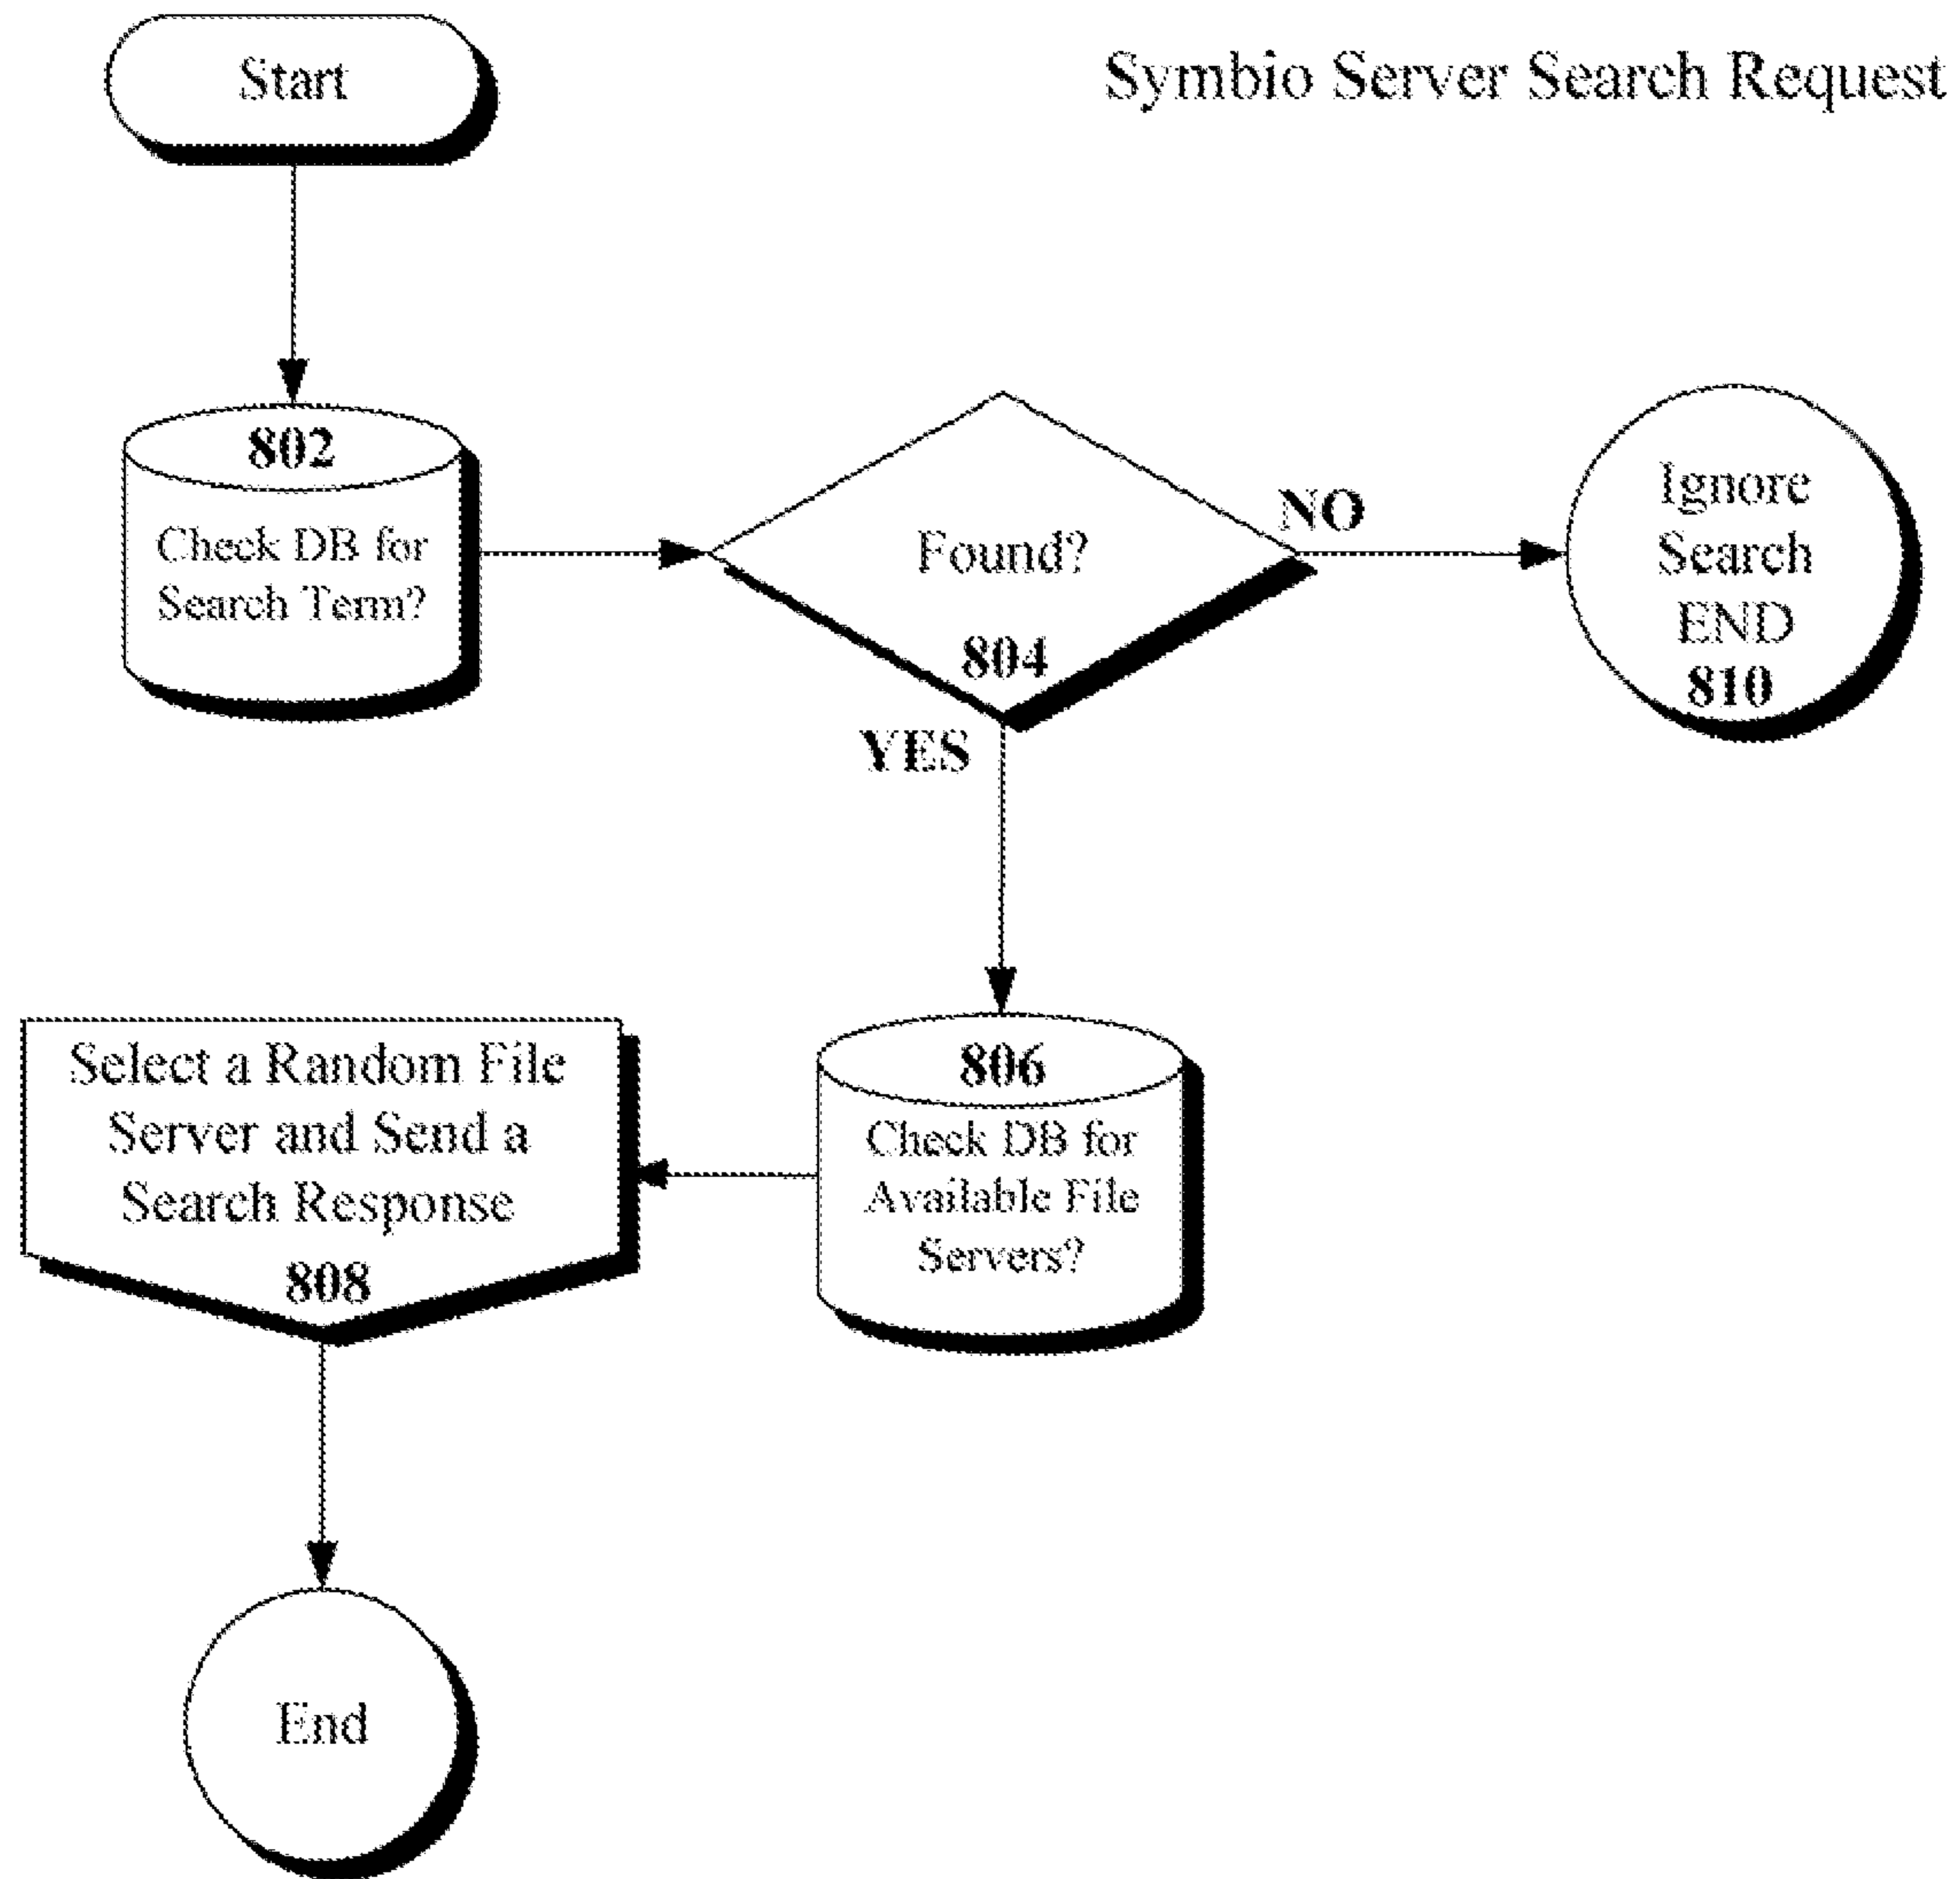 Start
Symbio Server Search Request
802
Check DB for
Search Term?
Found?
804
NO
YES
Ignore
Search
END
810
806
Check DB for
Available File
Servers?
Select a Random File
Server and Send a
Search Response
808
End